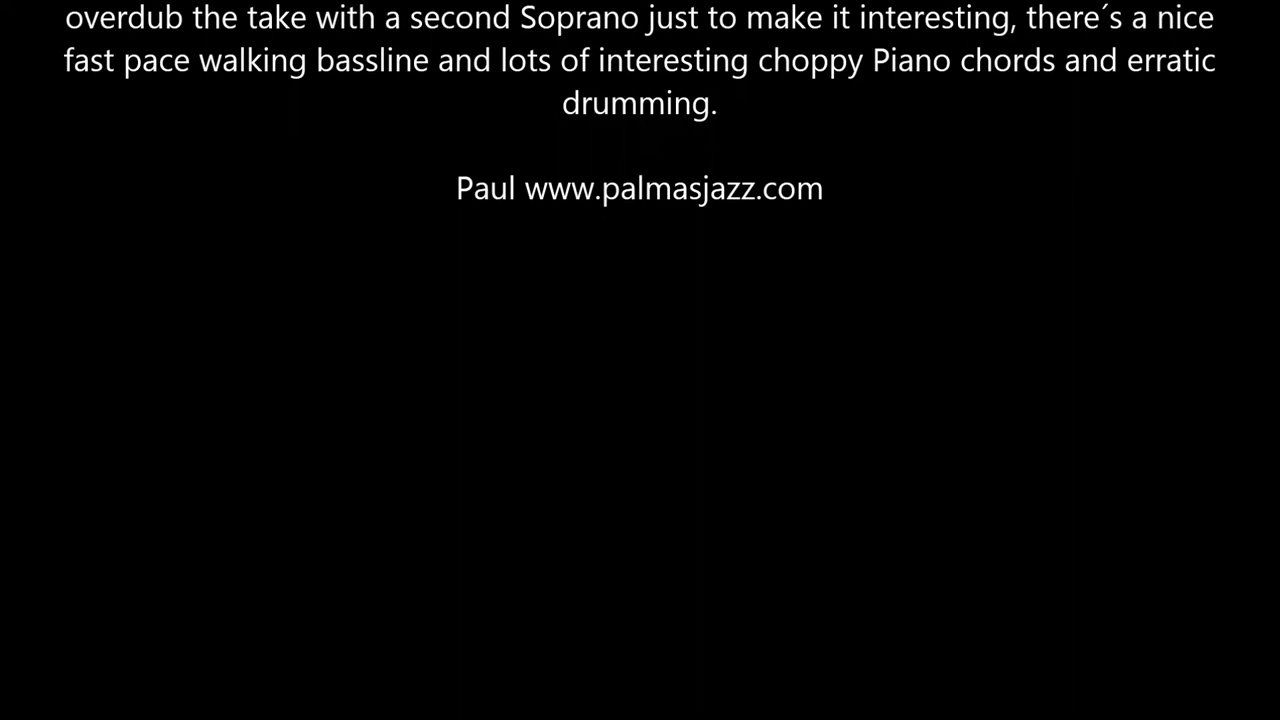 overdub the take with a second Soprano just to make it interesting, there´s a nice
fast pace walking bassline and lots of interesting choppy Piano chords and erratic
drumming.
Paul www.palmasjazz.com